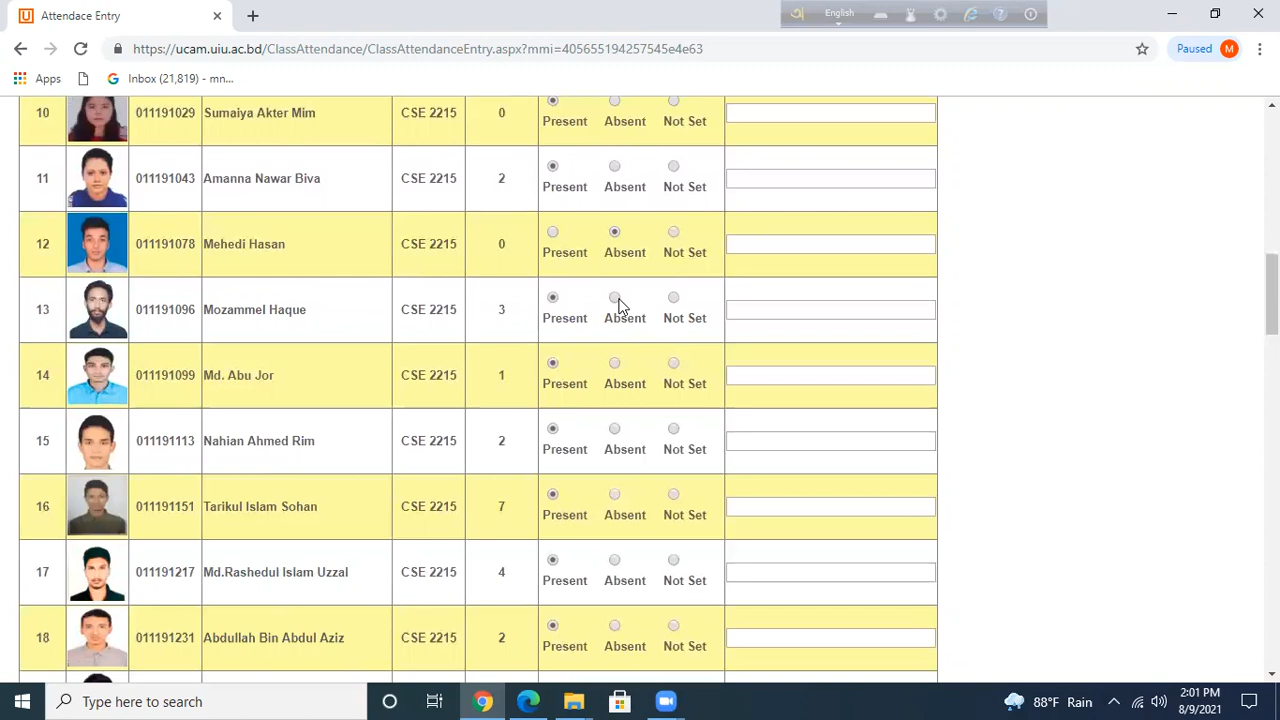 Attendace Entry
English
https://ucam.uiu.ac.bd/ClassAttendance/ClassAttendanceEntry.aspx?mmi=405655194257545e4e63
Paused M
Apps
Inbox (21,819) - mn...
10 011191029 Sumaiya Akter Mim CSE 2215 0 Present Absent Not Set
11 011191043 Amanna Nawar Biva CSE 2215 2 Present Absent Not Set
12 011191078 Mehedi Hasan CSE 2215 0 Present Absent Not Set
13 011191096 Mozammel Haque CSE 2215 3 Present Absent Not Set
14 011191099 Md. Abu Jor CSE 2215 1 Present Absent Not Set
15 011191113 Nahian Ahmed Rim CSE 2215 2 Present Absent Not Set
16 011191151 Tarikul Islam Sohan CSE 2215 7 Present Absent Not Set
17 011191217 Md.Rashedul Islam Uzzal CSE 2215 4 Present Absent Not Set
18 011191231 Abdullah Bin Abdul Aziz CSE 2215 2 Present Absent Not Set
Type here to search
88°F Rain
2:01 PM
8/9/2021